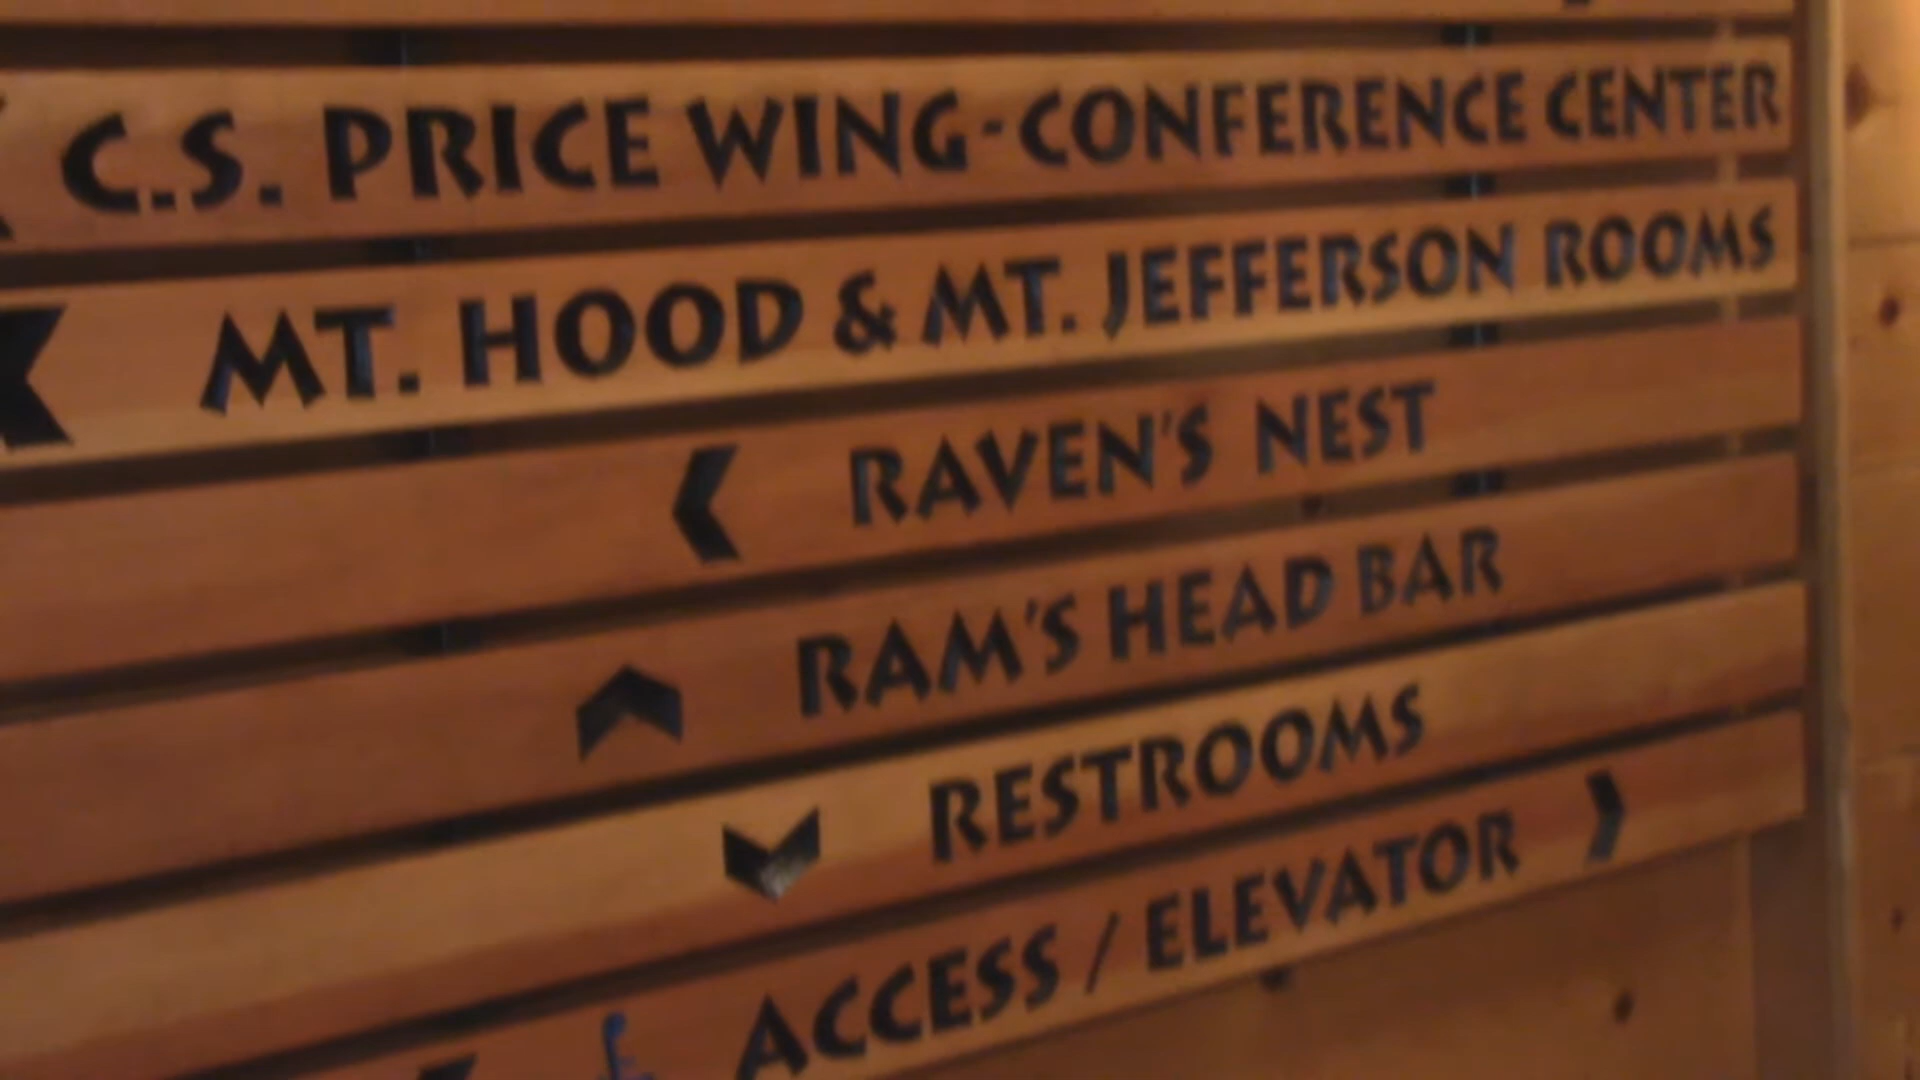 C.S. PRICE WING-CONFERENCE CENTER
MT. HOOD & MT. JEFFERSON ROOMS
RAVEN'S NEST
RAM'S HEAD BAR
RESTROOMS
ACCESS / ELEVATOR